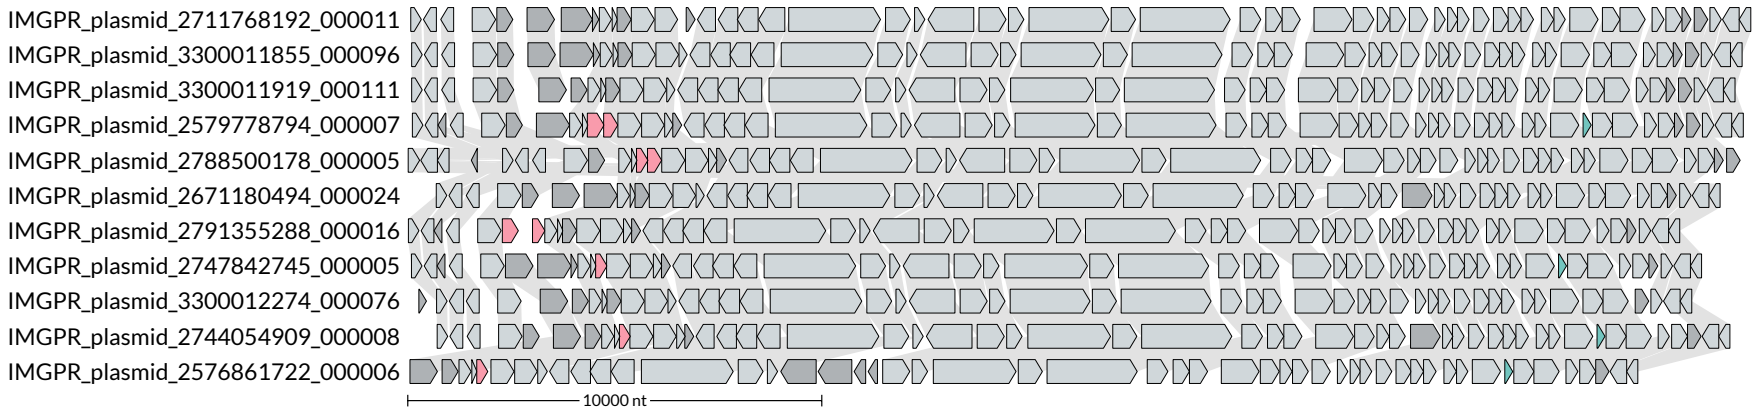 IMGPR_plasmid_2711768192_000011
IMGPR_plasmid_3300011855_000096
IMGPR_plasmid_3300011919_000111
IMGPR_plasmid_2579778794_000007
IMGPR_plasmid_2788500178_000005
IMGPR_plasmid_2671180494_000024
IMGPR_plasmid_2791355288_000016
IMGPR_plasmid_2747842745_000005
IMGPR_plasmid_3300012274_000076
IMGPR_plasmid_2744054909_000008
IMGPR_plasmid_2576861722_000006
10000 nt